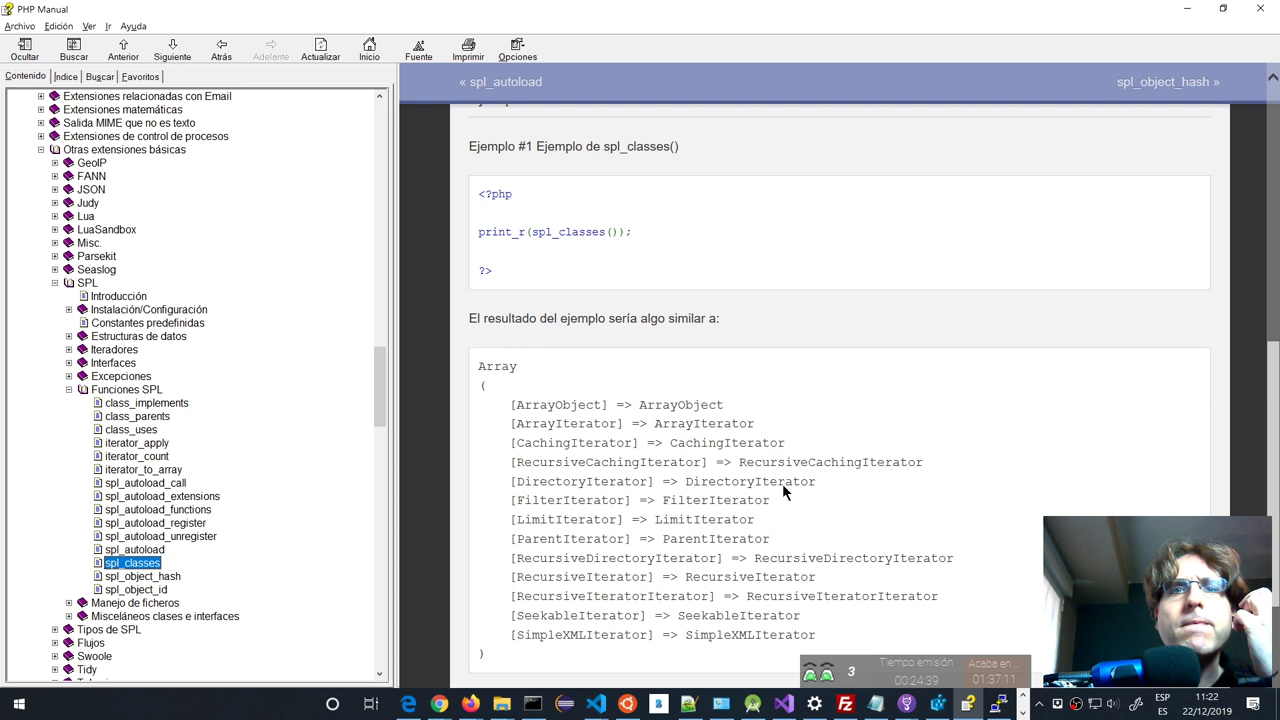 PHP Manual
Archivo Edición Ver Ir Ayuda
Ocultar Buscar Anterior Siguiente Atrás Adelante Actualizar Inicio Fuente Imprimir Opciones
Contenido Índice Buscar Favoritos
Extensiones relacionadas con Email
Extensiones matemáticas
Salida MIME que no es texto
Extensiones de control de procesos
Otras extensiones básicas
GeoIP
FANN
JSON
Judy
Lua
LuaSandbox
Misc.
Parsekit
Seaslog
SPL
Introducción
Instalación/Configuración
Constantes predefinidas
Estructuras de datos
Iteradores
Interfaces
Excepciones
Funciones SPL
class_implements
class_parents
class_uses
iterator_apply
iterator_count
iterator_to_array
spl_autoload_call
spl_autoload_extensions
spl_autoload_functions
spl_autoload_register
spl_autoload_unregister
spl_autoload
spl_classes
spl_object_hash
spl_object_id
Manejo de ficheros
Misceláneos clases e interfaces
Tipos de SPL
Flujos
Swoole
Tidy
« spl_autoload
spl_object_hash »
Ejemplo #1 Ejemplo de spl_classes()
<?php
print_r(spl_classes());
?>
El resultado del ejemplo sería algo similar a:
Array
(
[ArrayObject] => ArrayObject
[ArrayIterator] => ArrayIterator
[CachingIterator] => CachingIterator
[RecursiveCachingIterator] => RecursiveCachingIterator
[DirectoryIterator] => DirectoryIterator
[FilterIterator] => FilterIterator
[LimitIterator] => LimitIterator
[ParentIterator] => ParentIterator
[RecursiveDirectoryIterator] => RecursiveDirectoryIterator
[RecursiveIterator] => RecursiveIterator
[RecursiveIteratorIterator] => RecursiveIteratorIterator
[SeekableIterator] => SeekableIterator
[SimpleXMLIterator] => SimpleXMLIterator
)
3
Tiempo emisión
00:24:39
Acaba en ...
01:37:11
ESP
ES
11:22
22/12/2019